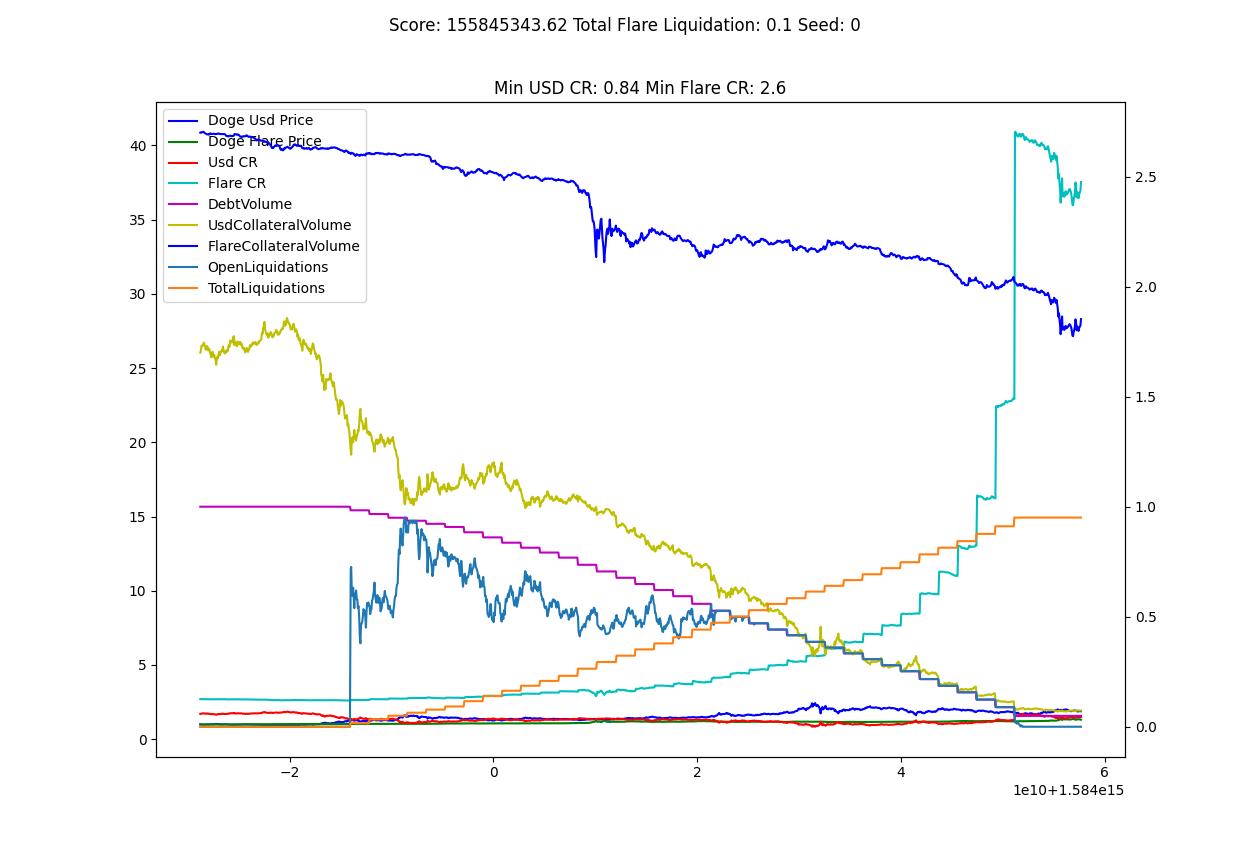 Score: 155845343.62 Total Flare Liquidation: 0.1 Seed: 0
Min USD CR: 0.84 Min Flare CR: 2.6
Doge Usd Price
Doge Flare Price
Usd CR
Flare CR
DebtVolume
UsdCollateralVolume
FlareCollateralVolume
OpenLiquidations
TotalLiquidations
40
35
30
25
20
15
10
5
0
2.5
2.0
1.5
1.0
0.5
0.0
−2
0
2
4
6
1e10+1.584e15